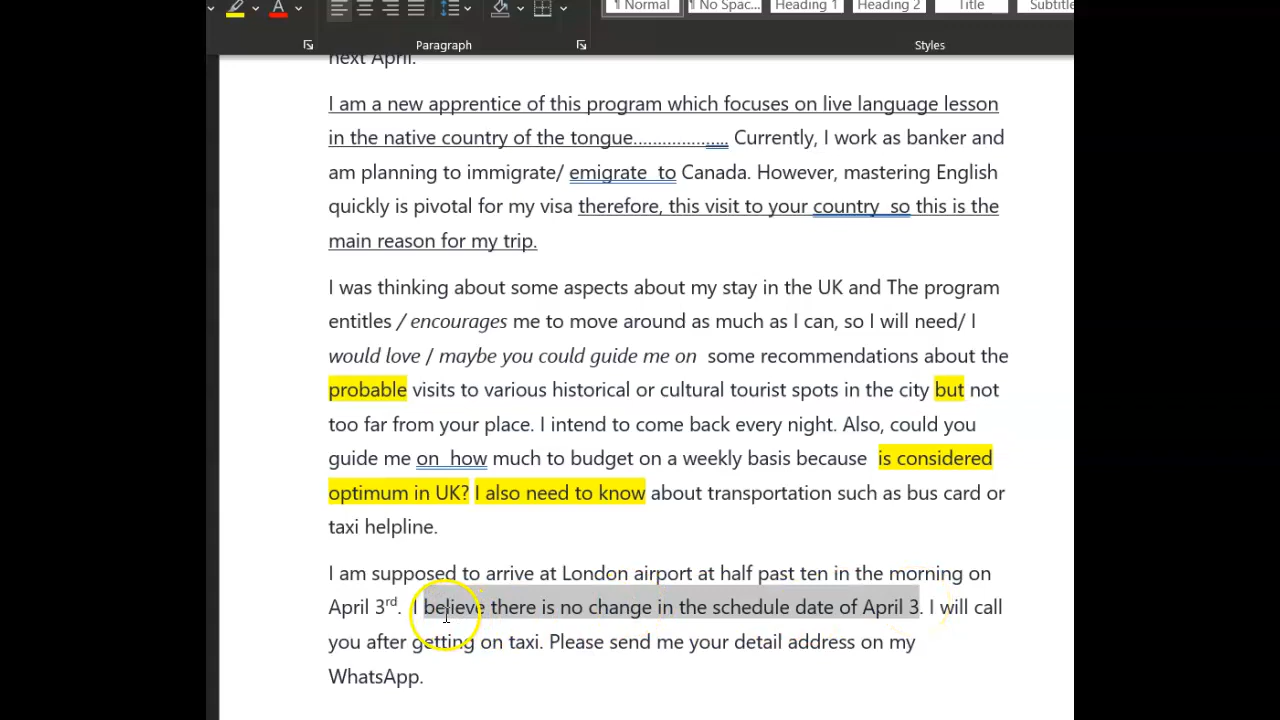 ¶ Normal
¶ No Spac...
Heading 1
Heading 2
Title
Subtitle
Paragraph
Styles
next April.
I am a new apprentice of this program which focuses on live language lesson
in the native country of the tongue....................... Currently, I work as banker and
am planning to immigrate/ emigrate  to Canada. However, mastering English
quickly is pivotal for my visa therefore, this visit to your country  so this is the
main reason for my trip.
I was thinking about some aspects about my stay in the UK and The program
entitles / encourages me to move around as much as I can, so I will need/ I
would love / maybe you could guide me on  some recommendations about the
probable visits to various historical or cultural tourist spots in the city but not
too far from your place. I intend to come back every night. Also, could you
guide me on  how much to budget on a weekly basis because  is considered
optimum in UK? I also need to know about transportation such as bus card or
taxi helpline.
I am supposed to arrive at London airport at half past ten in the morning on
April 3rd.  I believe there is no change in the schedule date of April 3. I will call
you after getting on taxi. Please send me your detail address on my
WhatsApp.